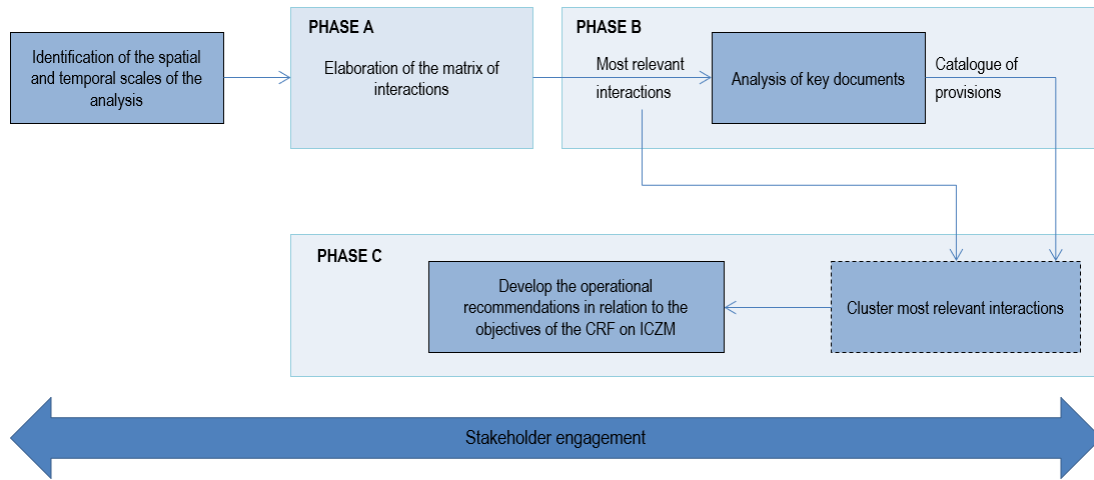 Identification of the spatial
and temporal scales of the
analysis
PHASE A
Elaboration of the matrix of
interactions
PHASE B
Most relevant
interactions
Analysis of key documents
Catalogue of
provisions
PHASE C
Develop the operational
recommendations in relation to the
objectives of the CRF on ICZM
Cluster most relevant interactions
Stakeholder engagement